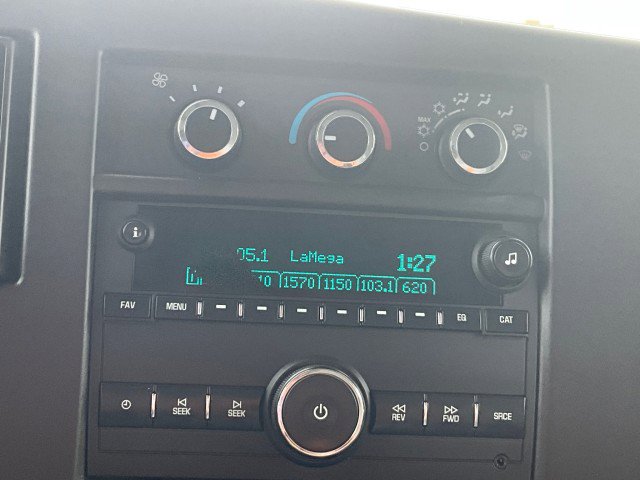 MAX
05.1 LaMega 1:27
10 1570 1150 103.1 620
FAV MENU EQ CAT
SEEK SEEK REV FWD SRCE